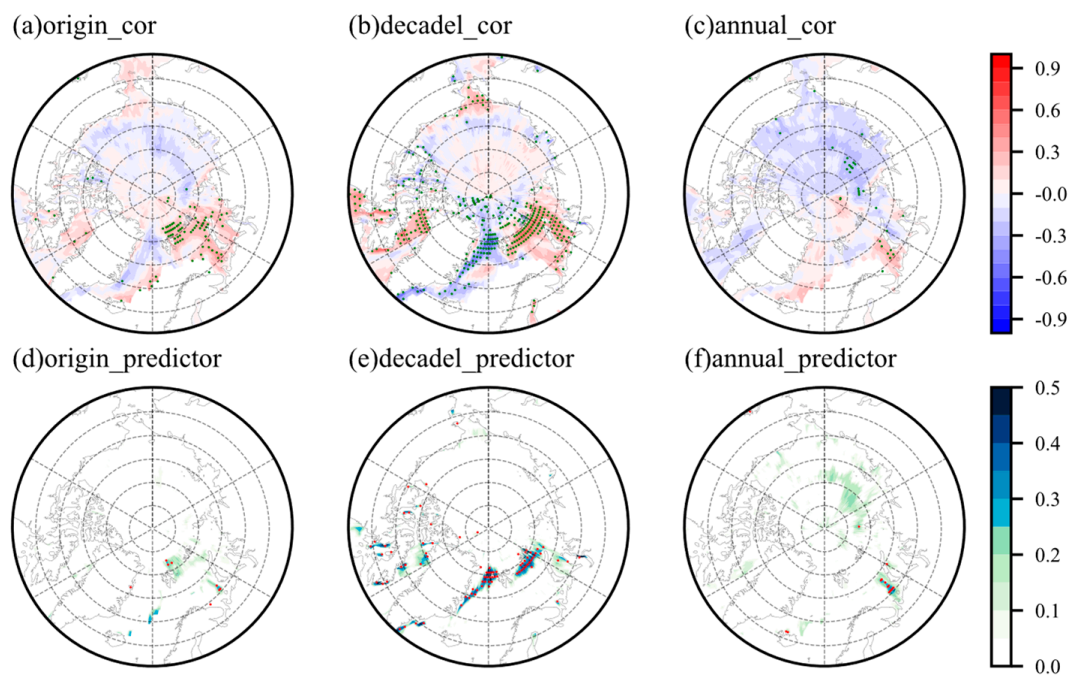 (a)origin_cor
(b)decadel_cor
(c)annual_cor
0.9
0.6
0.3
-0.0
-0.3
-0.6
-0.9
(d)origin_predictor
(e)decadel_predictor
(f)annual_predictor
0.5
0.4
0.3
0.2
0.1
0.0